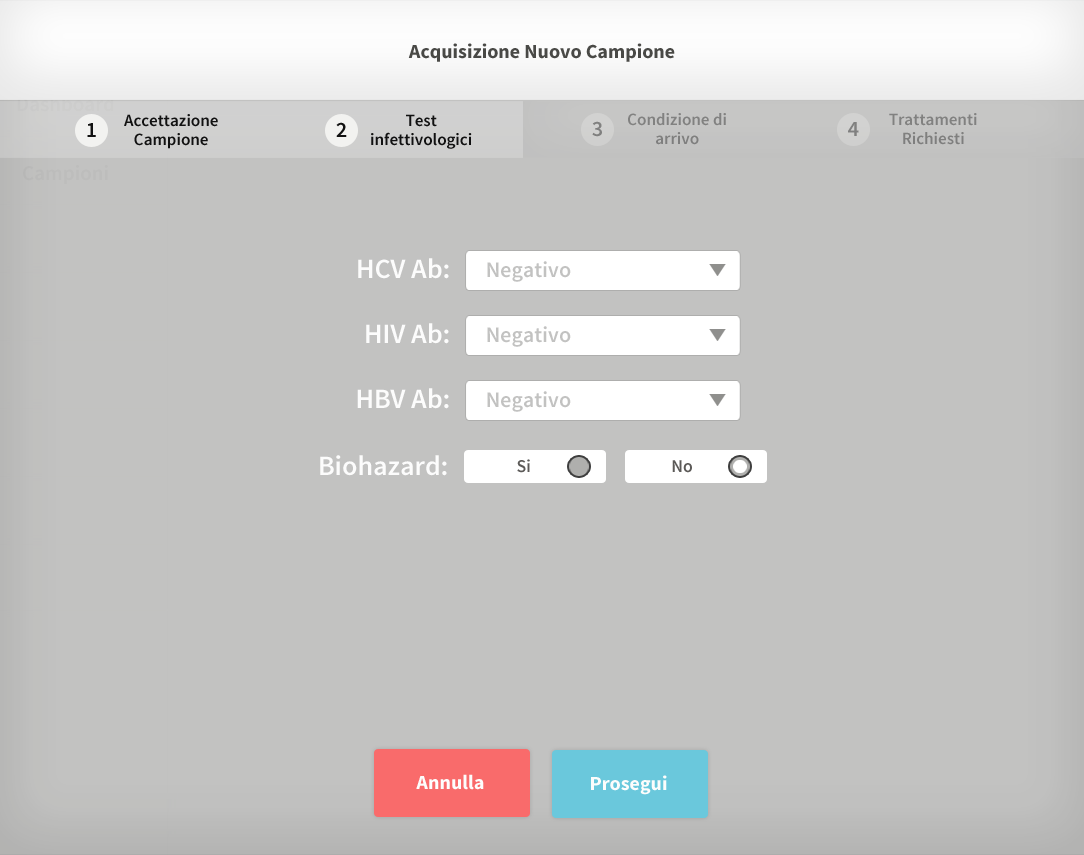 Acquisizione Nuovo Campione
Dashboard
1
Accettazione
Campione
2
Test
infettivologici
3
Condizione di
arrivo
4
Trattamenti
Richiesti
Campioni
HCV Ab:
Negativo
HIV Ab:
Negativo
HBV Ab:
Negativo
Biohazard:
Si
No
Annulla
Prosegui